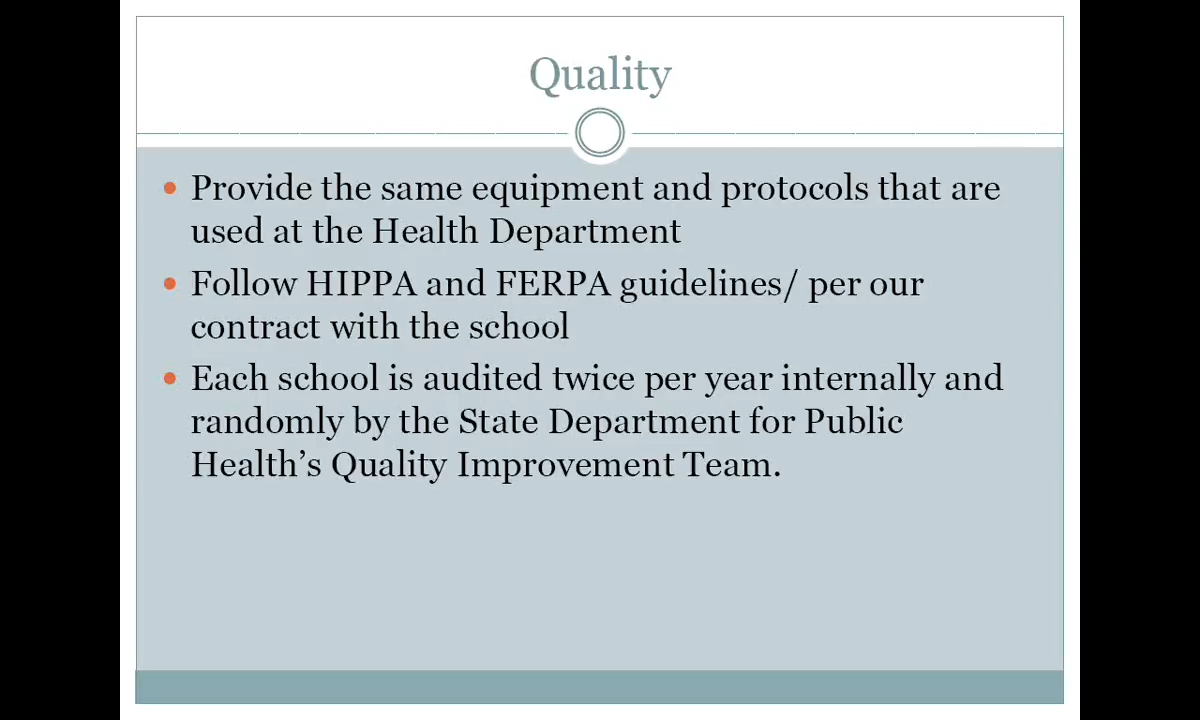 Quality
• Provide the same equipment and protocols that are
used at the Health Department
• Follow HIPPA and FERPA guidelines/ per our
contract with the school
• Each school is audited twice per year internally and
randomly by the State Department for Public
Health’s Quality Improvement Team.